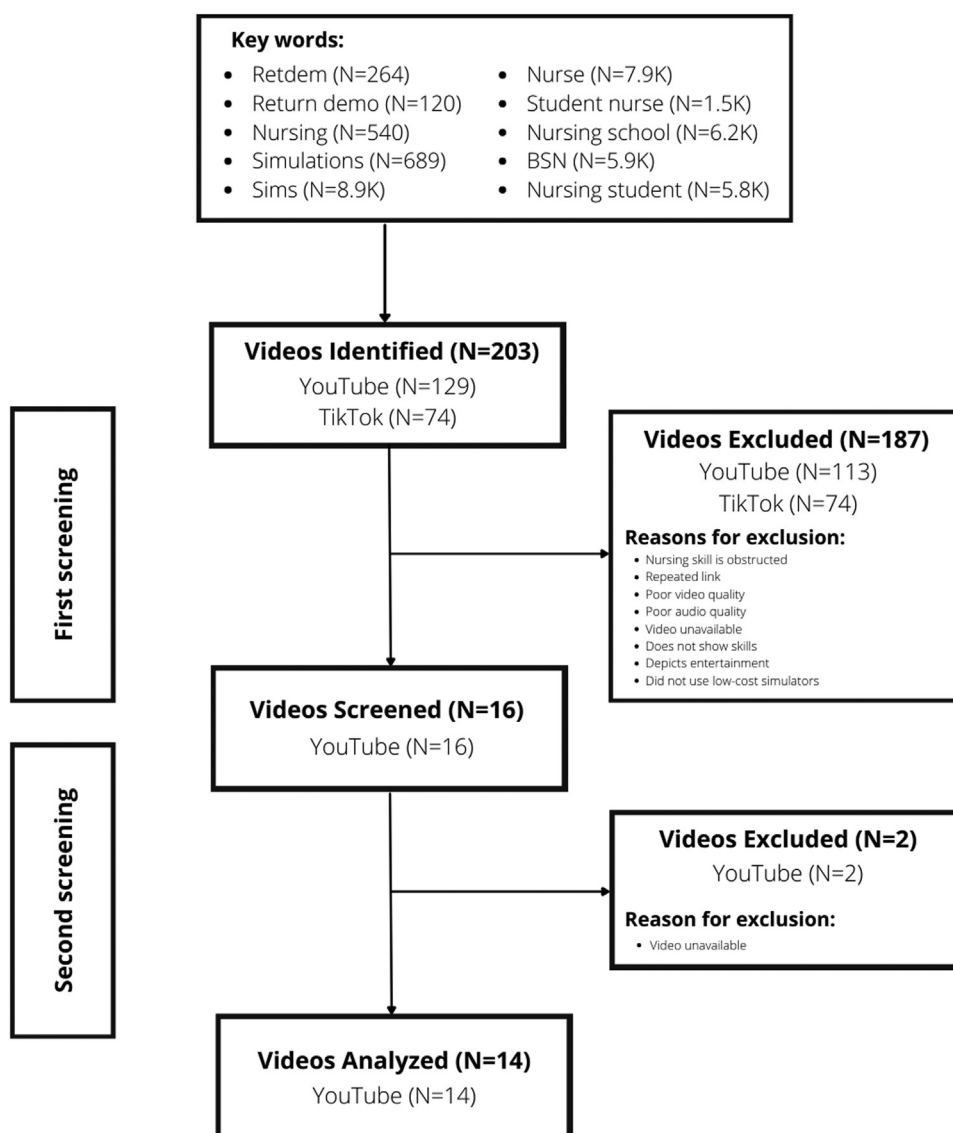 Key words:
• Retdem (N=264)
• Return demo (N=120)
• Nursing (N=540)
• Simulations (N=689)
• Sims (N=8.9K)
• Nurse (N=7.9K)
• Student nurse (N=1.5K)
• Nursing school (N=6.2K)
• BSN (N=5.9K)
• Nursing student (N=5.8K)
Videos Identified (N=203)
YouTube (N=129)
TikTok (N=74)
First screening
Videos Excluded (N=187)
YouTube (N=113)
TikTok (N=74)
Reasons for exclusion:
• Nursing skill is obstructed
• Repeated link
• Poor video quality
• Poor audio quality
• Video unavailable
• Does not show skills
• Depicts entertainment
• Did not use low-cost simulators
Videos Screened (N=16)
YouTube (N=16)
Second screening
Videos Excluded (N=2)
YouTube (N=2)
Reason for exclusion:
• Video unavailable
Videos Analyzed (N=14)
YouTube (N=14)